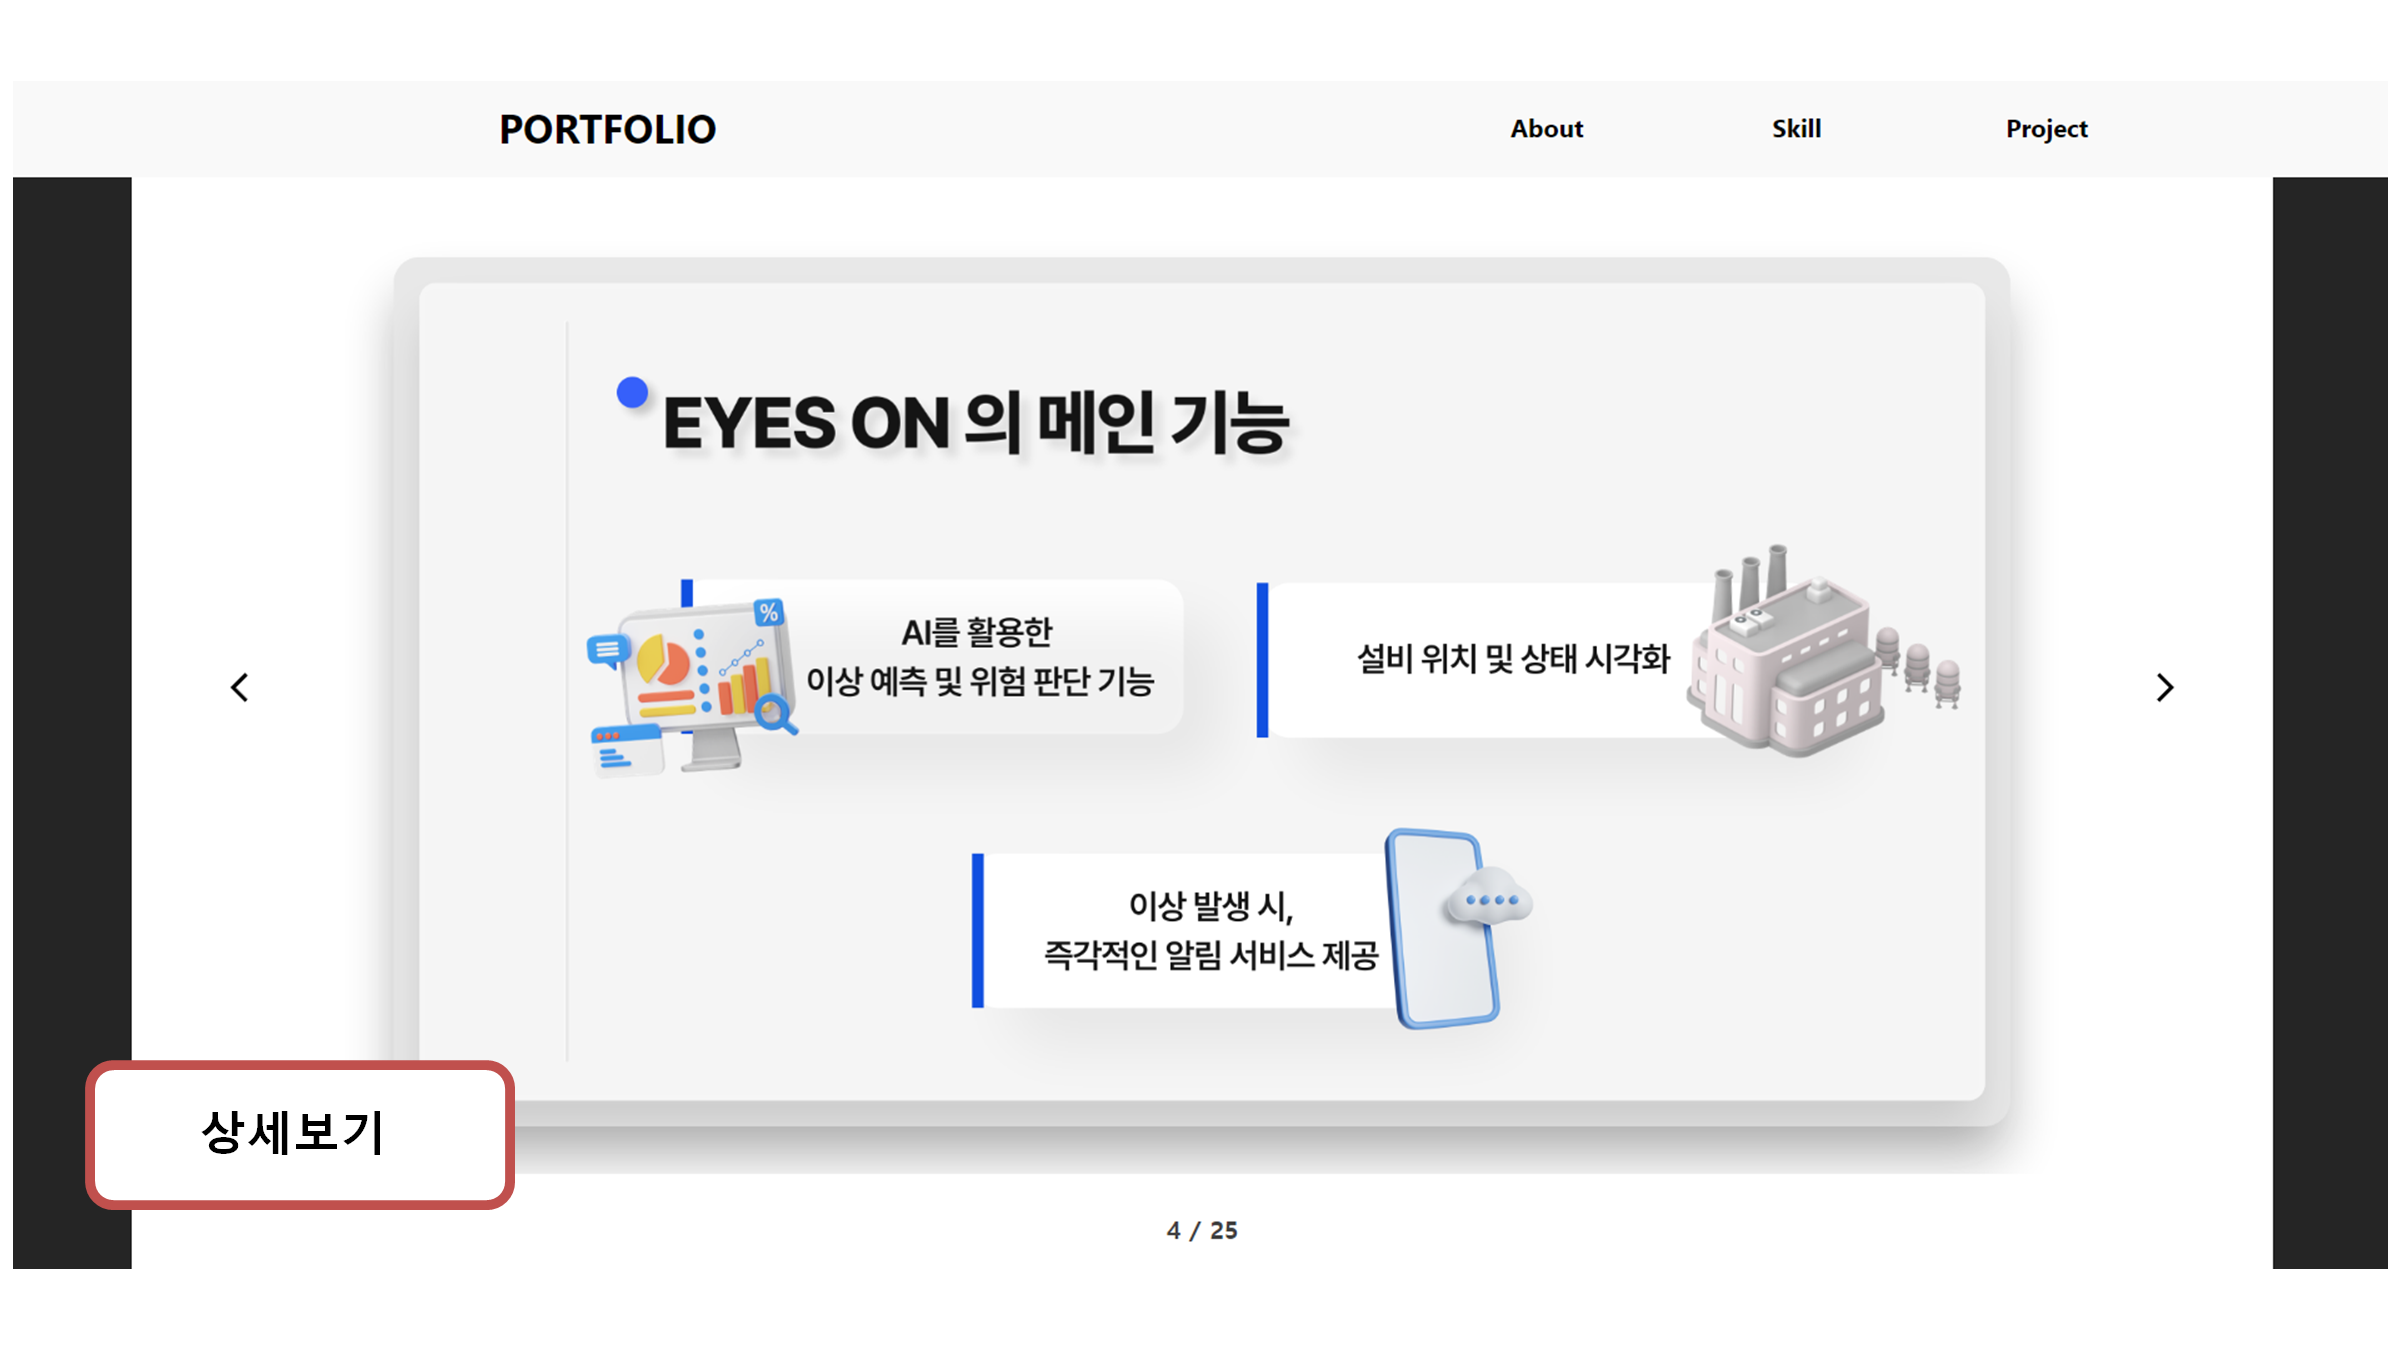 PORTFOLIO
About
Skill
Project
EYES ON 의 메인 기능
%
AI를 활용한
이상 예측 및 위험 판단 기능
설비 위치 및 상태 시각화
이상 발생 시,
즉각적인 알림 서비스 제공
상세보기
4 / 25